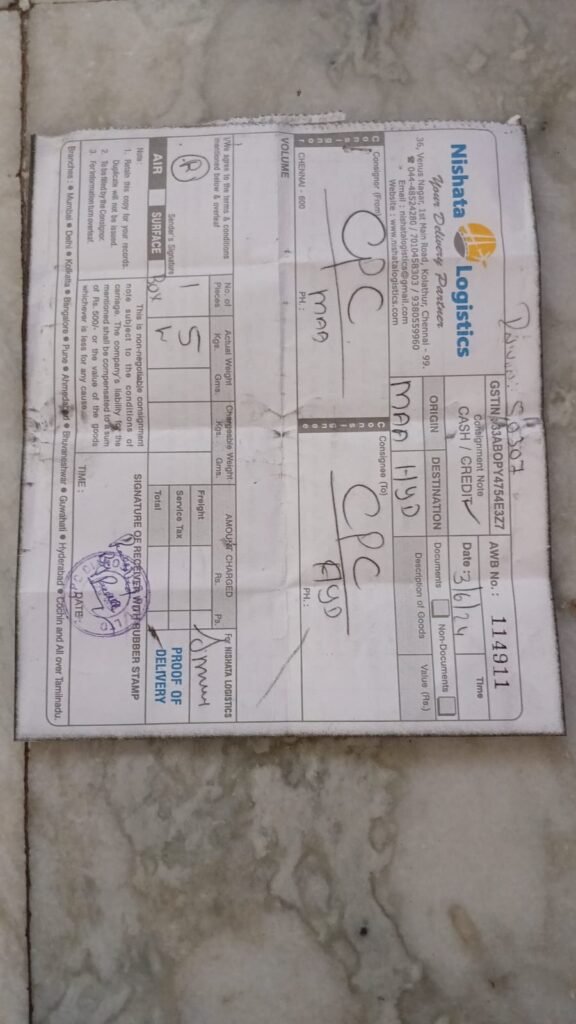 Nishata Logistics
Your Delivery Partner
36, Venus Nagar, 1st Main Road, Kolathur, Chennai - 99.
☎ 044-48524280 / 7010458303 / 9380559960
Email : nishatalogistics@gmail.com
Website : www.nishatalogistics.com
GSTIN : 33ABOPY4754E3Z7
AWB No.: 114911
Consignment Note
CASH / CREDIT
Date : 3/6/24
Time
ORIGIN
DESTINATION
Documents
Non-Documents
MAA HYD
Description of Goods
Value (Rs.)
Consignor (From)
Consignor
CPC
MAA
CHENNAI - 600
PH :
Consignee (To)
Consignee
CPC
HYD
PH :
VOLUME
I/We agree to the terms & conditions
mentioned below & overleaf
Sender's Signature
AIR
SURFACE
No. of
Pieces
Actual Weight
Kgs. Gms.
Chargeable Weight
Kgs. Gms.
AMOUNT CHARGED
Rs. Ps.
1
Box
5
Freight
Service Tax
Total
For NISHATA LOGISTICS
PROOF OF
DELIVERY
Note:
1. Retain this copy for your records.
Duplicate will not be issued.
2. To be filled by the Consignor.
3. For information turn overleaf.
This is non-negotiable consignment
note subject to the conditions of
carriage. The company's liability for the
mentioned shall be compensated to a sum
of Rs. 500/- or the value of the goods
whichever is less for any cause.
SIGNATURE OF RECEIVER WITH RUBBER STAMP
TIME :
DATE :
Branches : ● Mumbai ● Delhi ● Kolkatta ● Bangalore ● Pune ● Ahmedabad ● Bhuvaneshwar ● Guwahati ● Hyderabad ● Cochin and All over Tamilnadu.